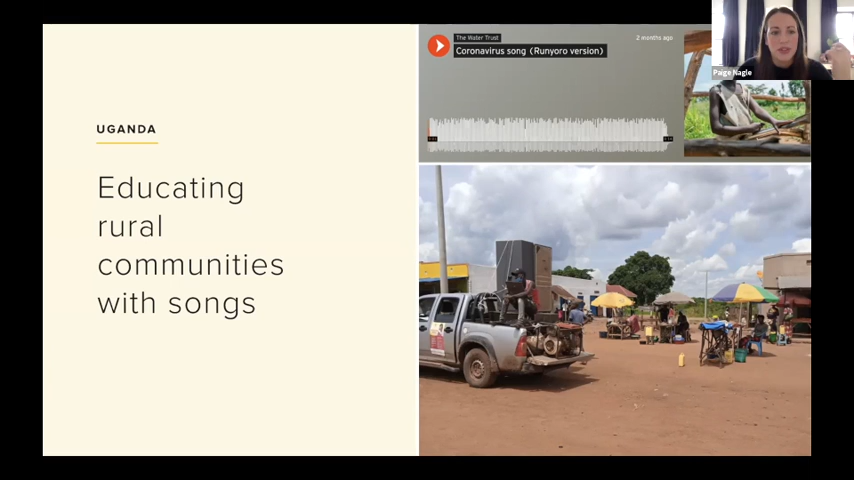 UGANDA
Educating
rural
communities
with songs
The Water Trust
2 months ago
Coronavirus song (Runyoro version)
Paige Nagle